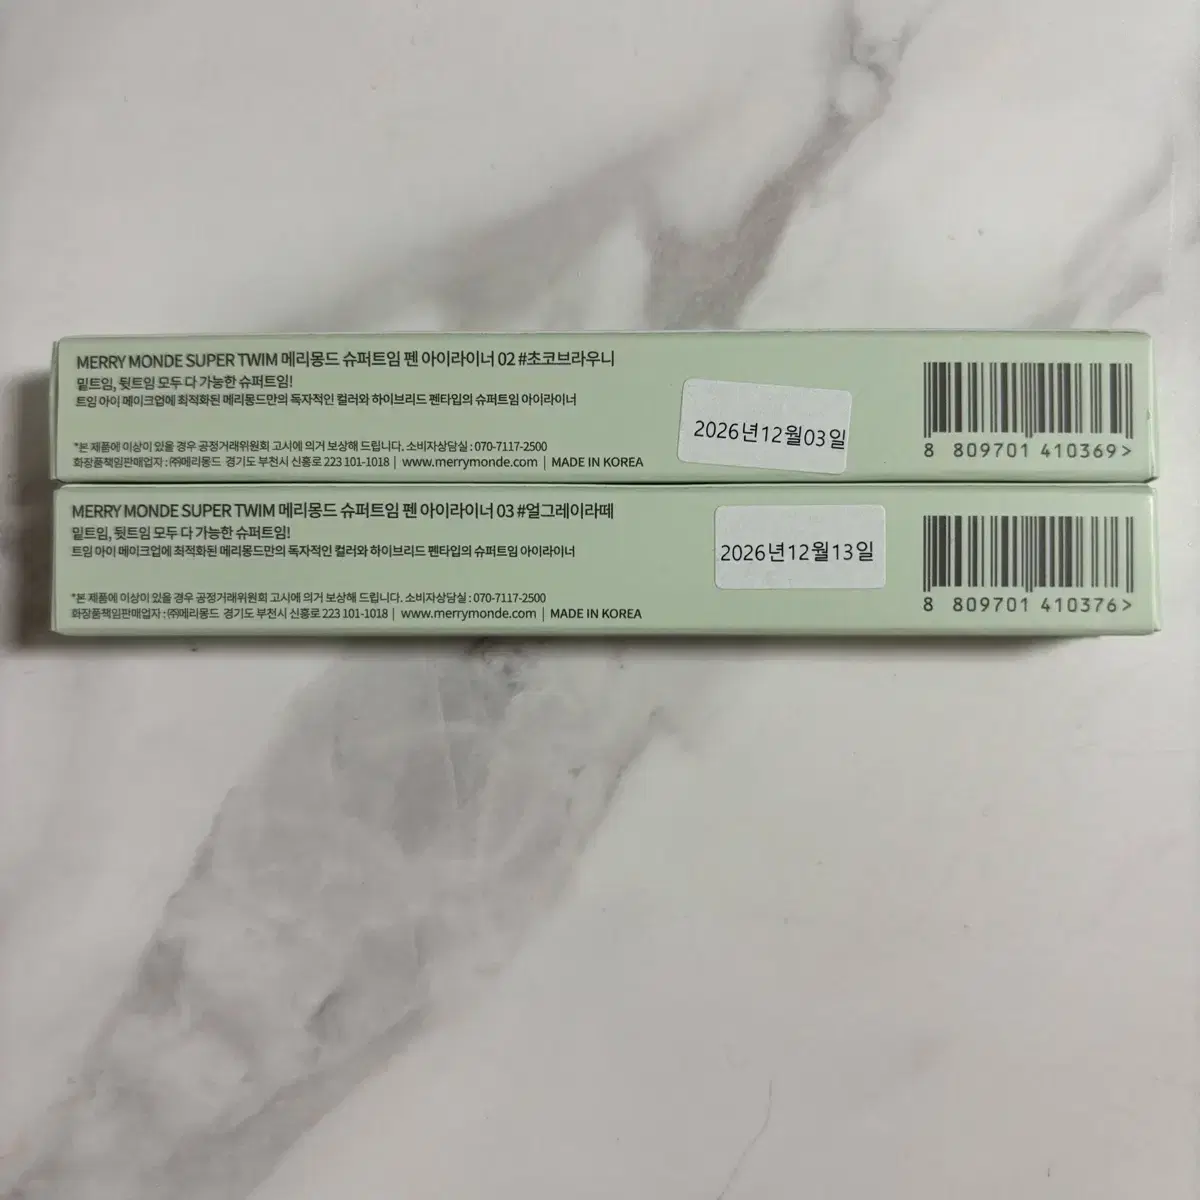 MERRY MONDE SUPER TWIM 메리몽드 슈퍼트임 펜 아이라이너 02 #초코브라우니
밑트임, 뒷트임 모두 다 가능한 슈퍼트임!
트임 아이 메이크업에 최적화된 메리몽드만의 독자적인 컬러와 하이브리드 펜타입의 슈퍼트임 아이라이너
*본 제품에 이상이 있을 경우 공정거래위원회 고시에 의거 보상해 드립니다. 소비자상담실 : 070-7117-2500
화장품책임판매업자 : ㈜메리몽드 경기도 부천시 신흥로 223 101-1018 | www.merrymonde.com | MADE IN KOREA
2026년12월03일
8 809701 410369 >
MERRY MONDE SUPER TWIM 메리몽드 슈퍼트임 펜 아이라이너 03 #얼그레이라떼
밑트임, 뒷트임 모두 다 가능한 슈퍼트임!
트임 아이 메이크업에 최적화된 메리몽드만의 독자적인 컬러와 하이브리드 펜타입의 슈퍼트임 아이라이너
*본 제품에 이상이 있을 경우 공정거래위원회 고시에 의거 보상해 드립니다. 소비자상담실 : 070-7117-2500
화장품책임판매업자 : ㈜메리몽드 경기도 부천시 신흥로 223 101-1018 | www.merrymonde.com | MADE IN KOREA
2026년12월13일
8 809701 410376 >